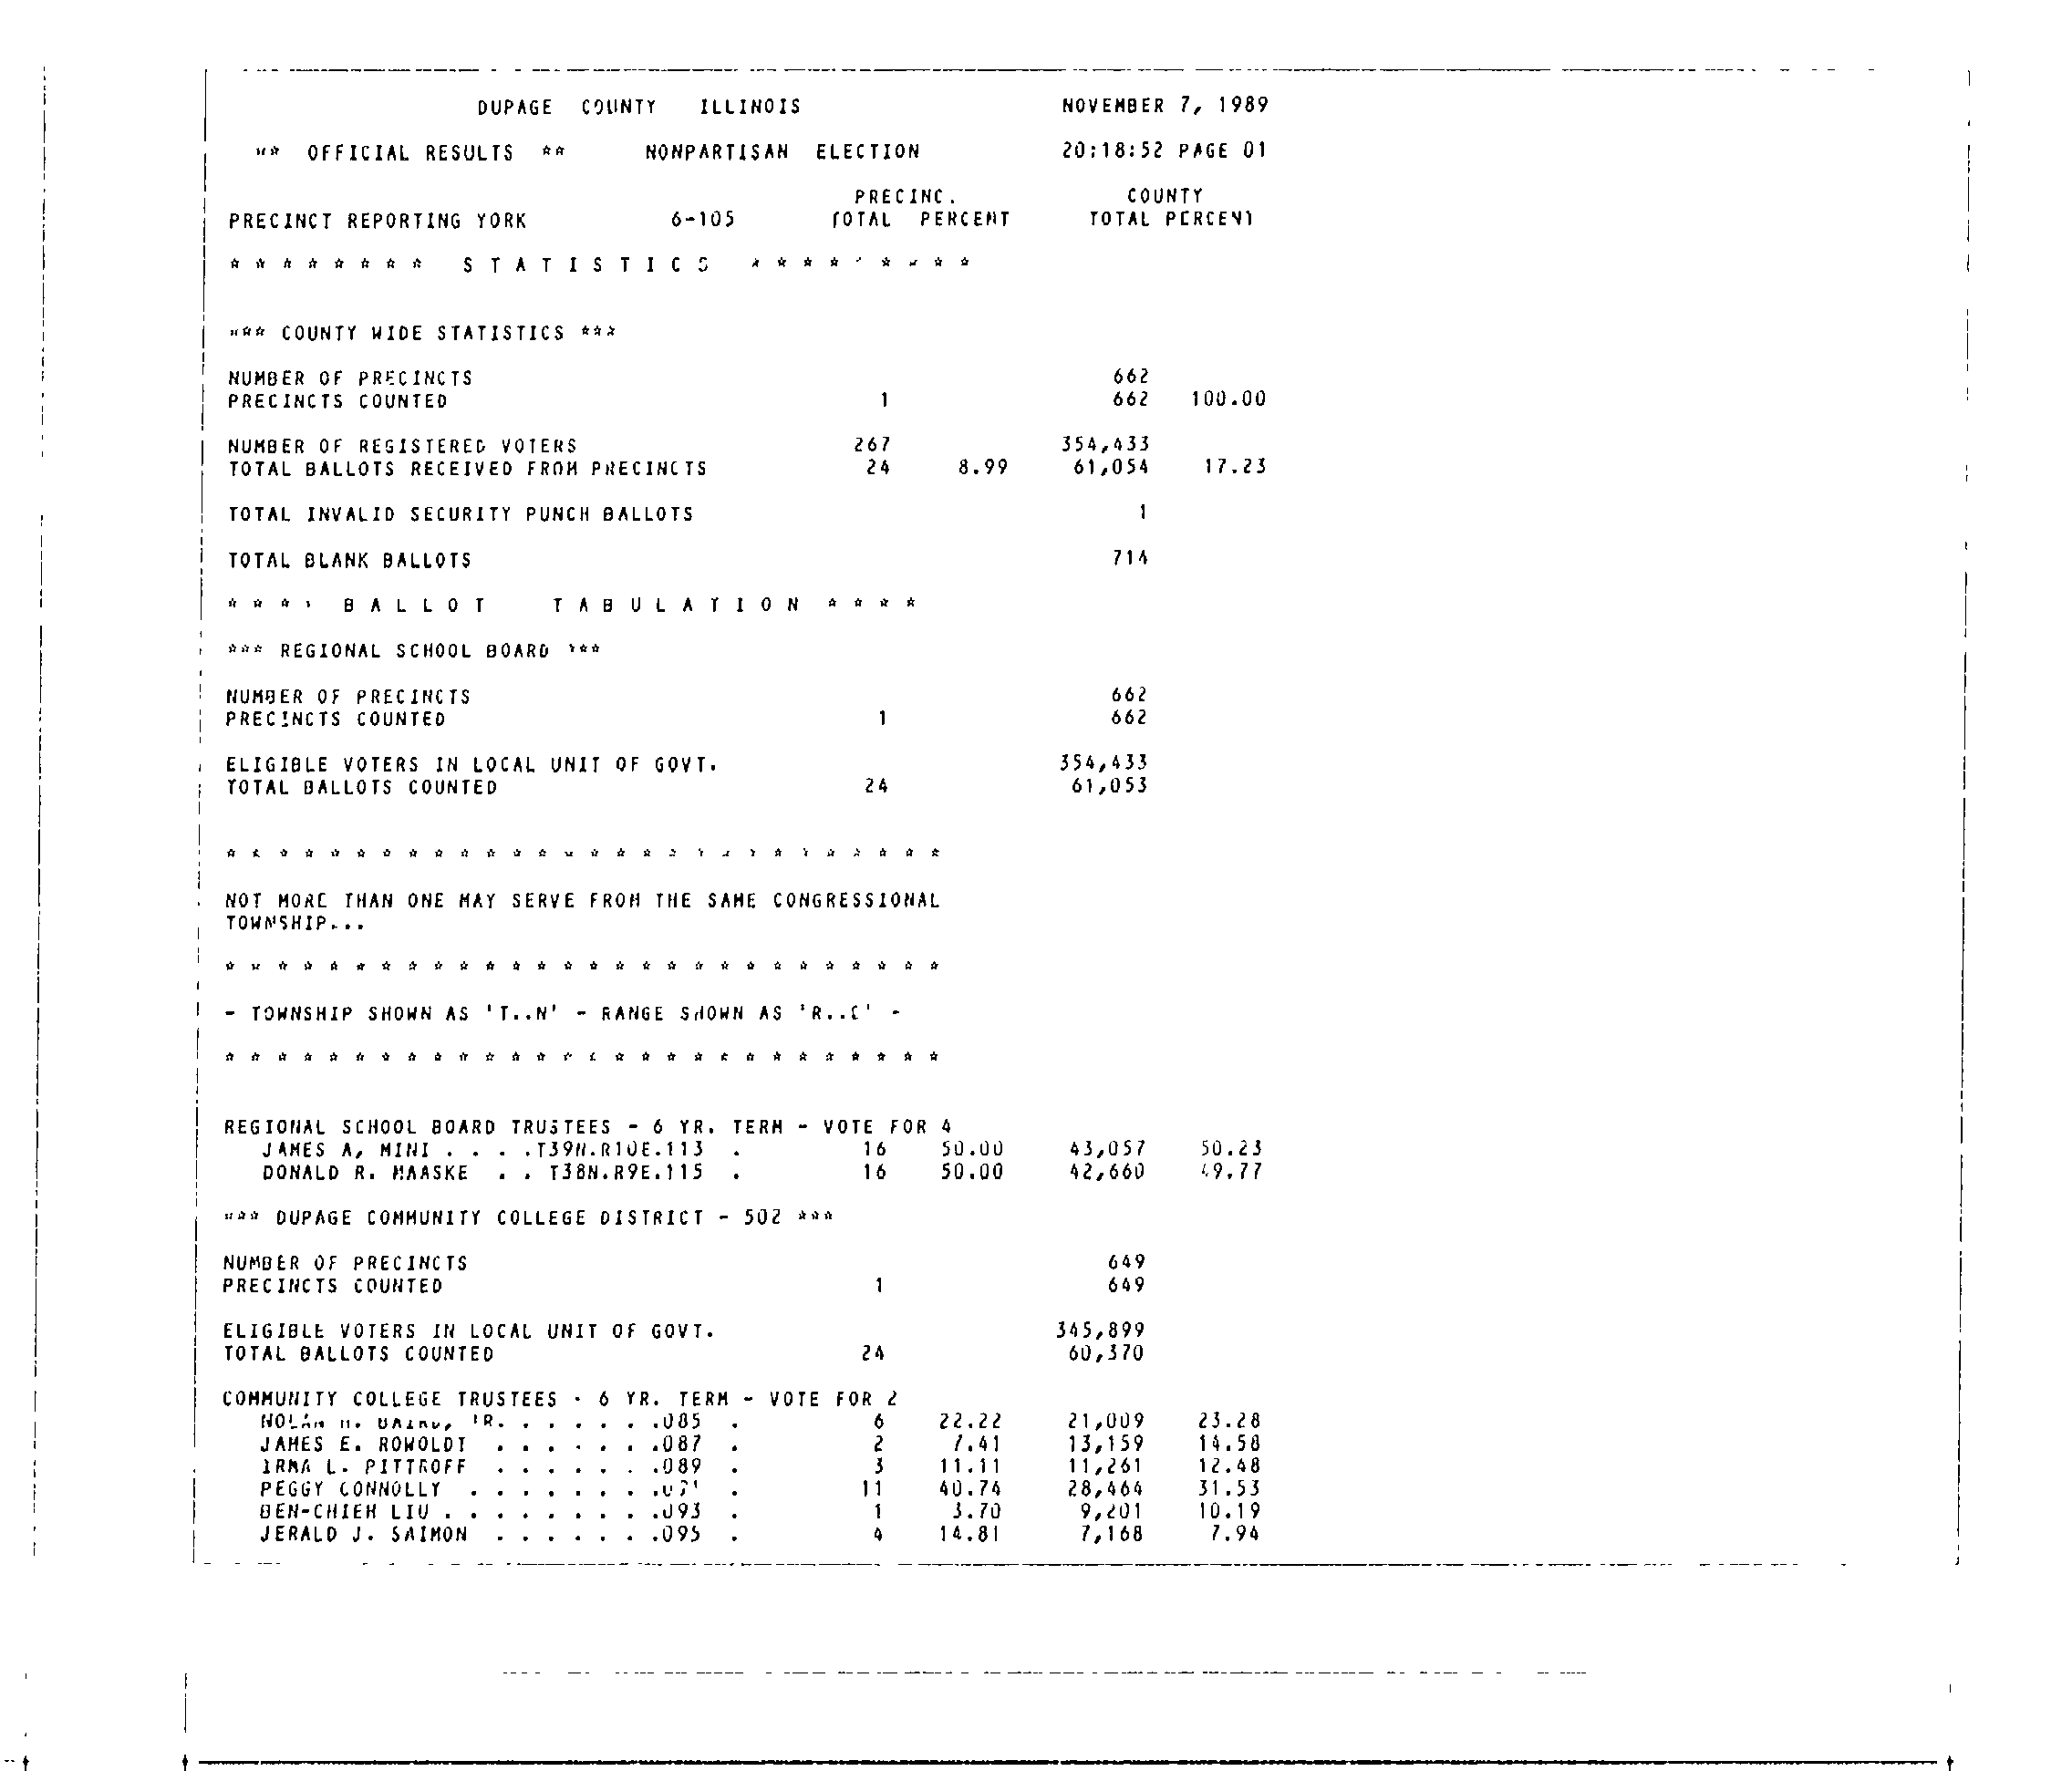 DUPAGE COUNTY ILLINOIS NOVEMBER 7, 1989
** OFFICIAL RESULTS ** NONPARTISAN ELECTION 20:18:52 PAGE 01
PRECINC. COUNTY
PRECINCT REPORTING YORK 6-105 TOTAL PERCENT TOTAL PERCENT
* * * * * * * * S T A T I S T I C S * * * * * * * * *
*** COUNTY WIDE STATISTICS ***
NUMBER OF PRECINCTS 662
PRECINCTS COUNTED 1 662 100.00
NUMBER OF REGISTERED VOTERS 267 354,433
TOTAL BALLOTS RECEIVED FROM PRECINCTS 24 8.99 61,054 17.23
TOTAL INVALID SECURITY PUNCH BALLOTS 1
TOTAL BLANK BALLOTS 714
* * * * B A L L O T T A B U L A T I O N * * * *
*** REGIONAL SCHOOL BOARD ***
NUMBER OF PRECINCTS 662
PRECINCTS COUNTED 1 662
ELIGIBLE VOTERS IN LOCAL UNIT OF GOVT. 354,433
TOTAL BALLOTS COUNTED 24 61,053
* * * * * * * * * * * * * * * * * * * * * * * * * * * *
NOT MORE THAN ONE MAY SERVE FROM THE SAME CONGRESSIONAL
TOWNSHIP...
* * * * * * * * * * * * * * * * * * * * * * * * * * * *
- TOWNSHIP SHOWN AS 'T..N' - RANGE SHOWN AS 'R..E' -
* * * * * * * * * * * * * * * * * * * * * * * * * * * *
REGIONAL SCHOOL BOARD TRUSTEES - 6 YR. TERM - VOTE FOR 4
JAMES A. MINI . . . .T39N.R10E.113 . 16 50.00 43,057 50.23
DONALD R. MAASKE . . T38N.R9E.115 . 16 50.00 42,660 49.77
*** DUPAGE COMMUNITY COLLEGE DISTRICT - 502 ***
NUMBER OF PRECINCTS 649
PRECINCTS COUNTED 1 649
ELIGIBLE VOTERS IN LOCAL UNIT OF GOVT. 345,899
TOTAL BALLOTS COUNTED 24 60,370
COMMUNITY COLLEGE TRUSTEES - 6 YR. TERM - VOTE FOR 2
NOLAN . . . . . . .085 . 6 22.22 21,009 23.28
JAMES E. ROWOLDT . . . . . . .087 . 2 7.41 13,159 14.58
IRMA L. PITTROFF . . . . . . .089 . 3 11.11 11,261 12.48
PEGGY CONNOLLY . . . . . . . . 11 40.74 28,464 31.53
BEN-CHIEH LIU . . . . . . . . .093 . 1 3.70 9,201 10.19
JERALD J. SAIMON . . . . . . .095 . 4 14.81 7,168 7.94